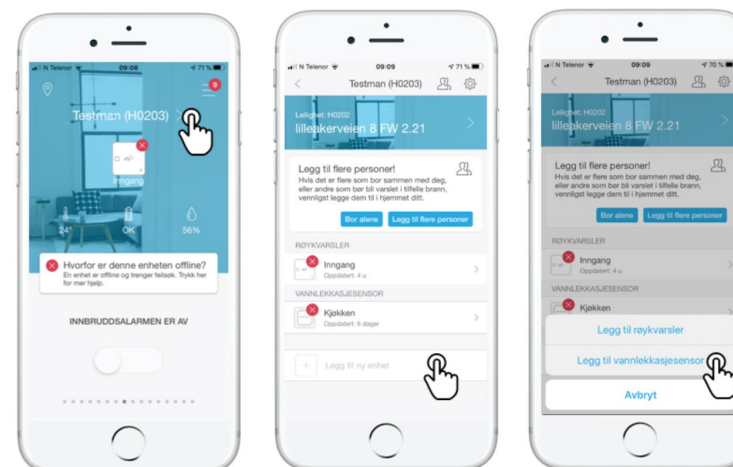 N Telenor 09:08 71 %
9
Testman (H0203) >
Inngang
24° OK 56%
Hvorfor er denne enheten offline?
En enhet er offline og trenger feilsøk. Trykk her
for mer hjelp.
INNBRUDDSALARMEN ER AV
N Telenor 09:09 71 %
Testman (H0203)
Leilighet: H0202
lilleakerveien 8 FW 2.21
Legg til flere personer!
Hvis det er flere som bor sammen med deg,
eller andre som bør bli varslet i tilfelle brann,
vennligst legge dem til i hjemmet ditt.
Bor alene Legg til flere personer
RØYKVARSLER
Inngang
Oppdatert: 4 u
VANNLEKKASJESENSOR
Kjøkken
Oppdatert: 6 dager
+ Legg til ny enhet
N Telenor 09:09 70 %
Testman (H0203)
Leilighet: H0202
lilleakerveien 8 FW 2.21
Legg til flere personer!
Hvis det er flere som bor sammen med deg,
eller andre som bør bli varslet i tilfelle brann,
vennligst legge dem til i hjemmet ditt.
Bor alene Legg til flere personer
RØYKVARSLER
Inngang
Oppdatert: 4 u
VANNLEKKASJESENSOR
Kjøkken
Legg til røykvarsler
Legg til vannlekkasjesensor
Avbryt